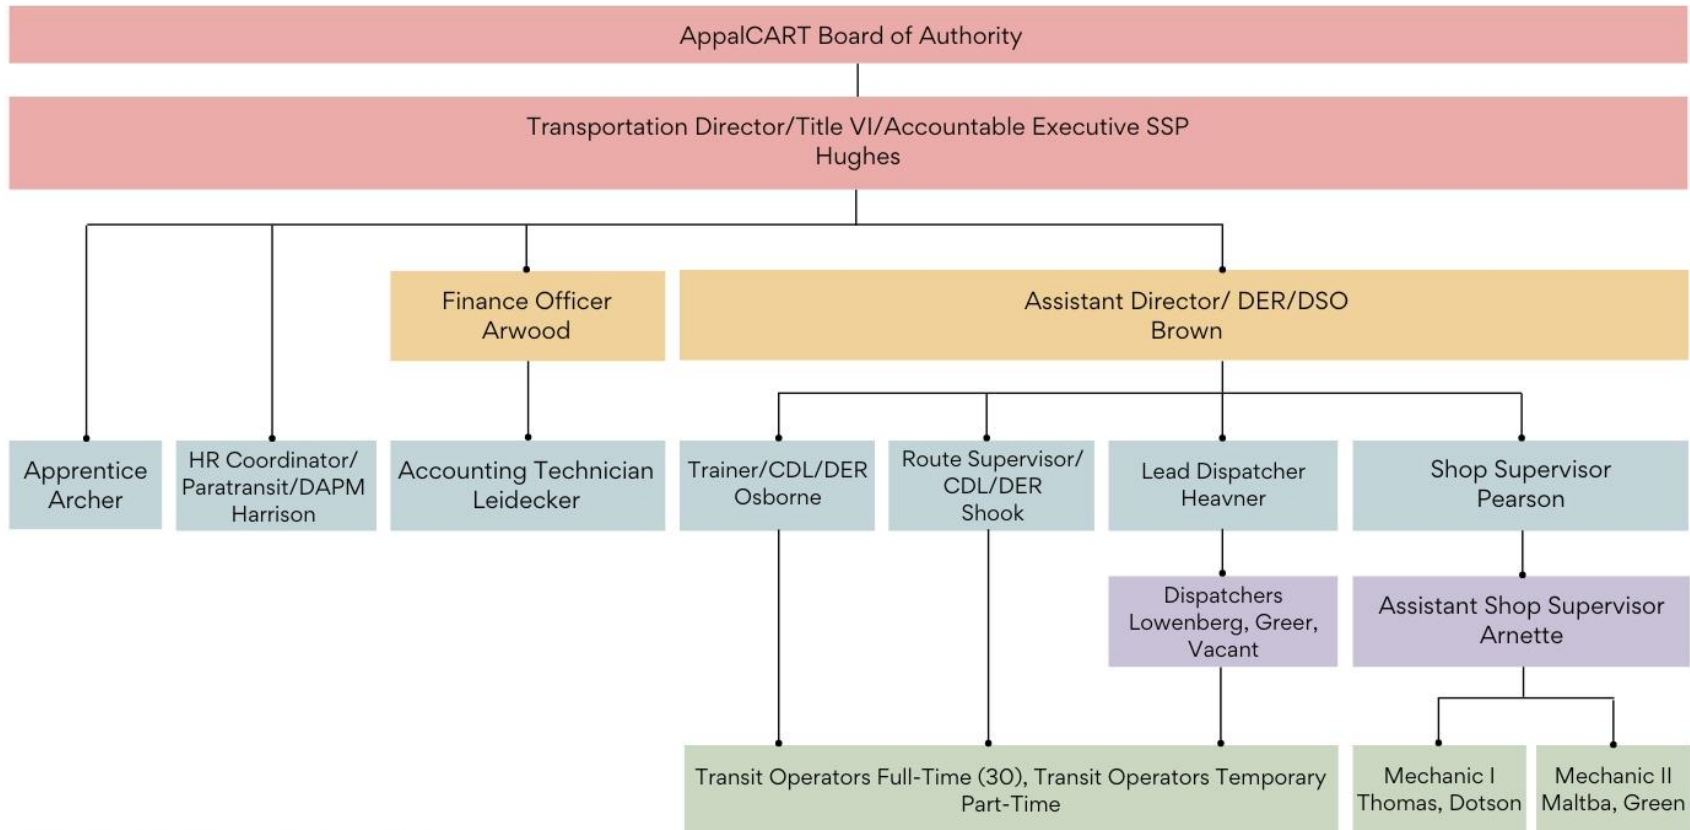 AppalCART Board of Authority
Transportation Director/Title VI/Accountable Executive SSP
Hughes
Finance Officer
Arwood
Assistant Director/ DER/DSO
Brown
Apprentice
Archer
HR Coordinator/
Paratransit/DAPM
Harrison
Accounting Technician
Leidecker
Trainer/CDL/DER
Osborne
Route Supervisor/
CDL/DER
Shook
Lead Dispatcher
Heavner
Shop Supervisor
Pearson
Dispatchers
Lowenberg, Greer,
Vacant
Assistant Shop Supervisor
Arnette
Transit Operators Full-Time (30), Transit Operators Temporary
Part-Time
Mechanic I
Thomas, Dotson
Mechanic II
Maltba, Green